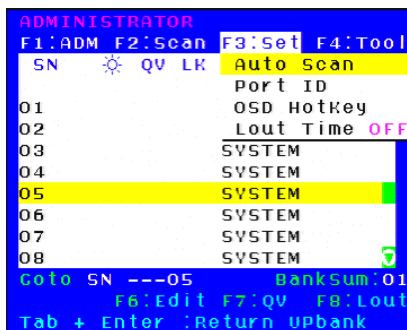 ADMINISTRATOR
F1:ADM F2:Scan F3:Set F4:Tool
SN QV LK Auto Scan
Port ID
01 OSD HotKey
02 Lout Time OFF
03 SYSTEM
04 SYSTEM
05 SYSTEM
06 SYSTEM
07 SYSTEM
08 SYSTEM
Goto SN ---05 BankSum:01
F6:Edit F7:QV F8:Lout
Tab + Enter :Return UPbank